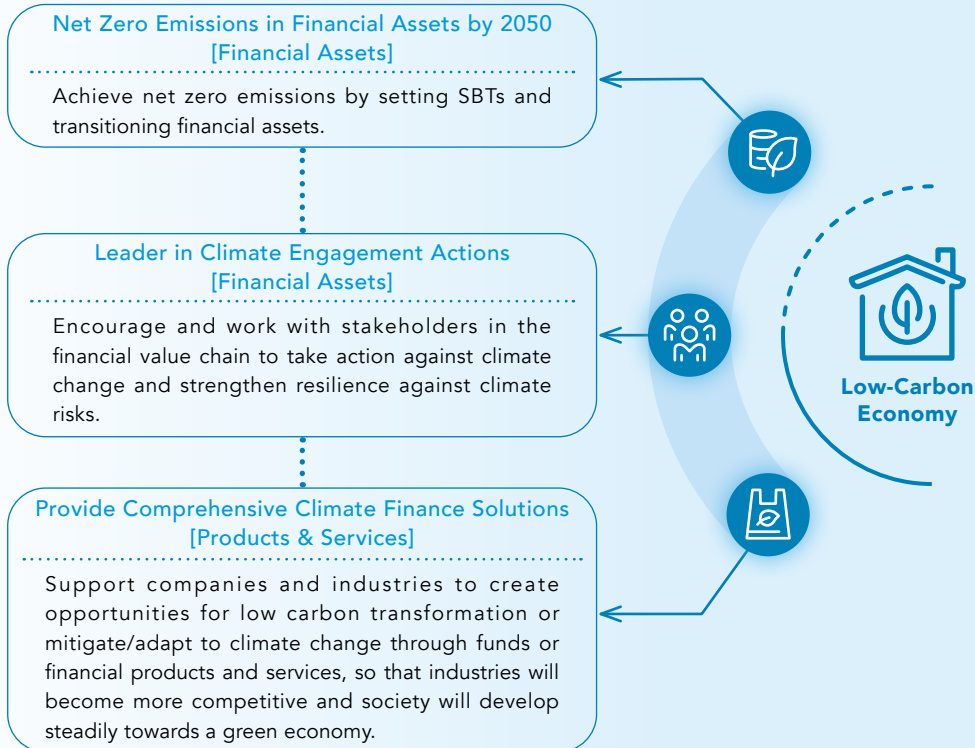 Net Zero Emissions in Financial Assets by 2050
[Financial Assets]
Achieve net zero emissions by setting SBTs and
transitioning financial assets.
Leader in Climate Engagement Actions
[Financial Assets]
Encourage and work with stakeholders in the
financial value chain to take action against climate
change and strengthen resilience against climate
risks.
Provide Comprehensive Climate Finance Solutions
[Products & Services]
Support companies and industries to create
opportunities for low carbon transformation or
mitigate/adapt to climate change through funds or
financial products and services, so that industries will
become more competitive and society will develop
steadily towards a green economy.
Low-Carbon
Economy